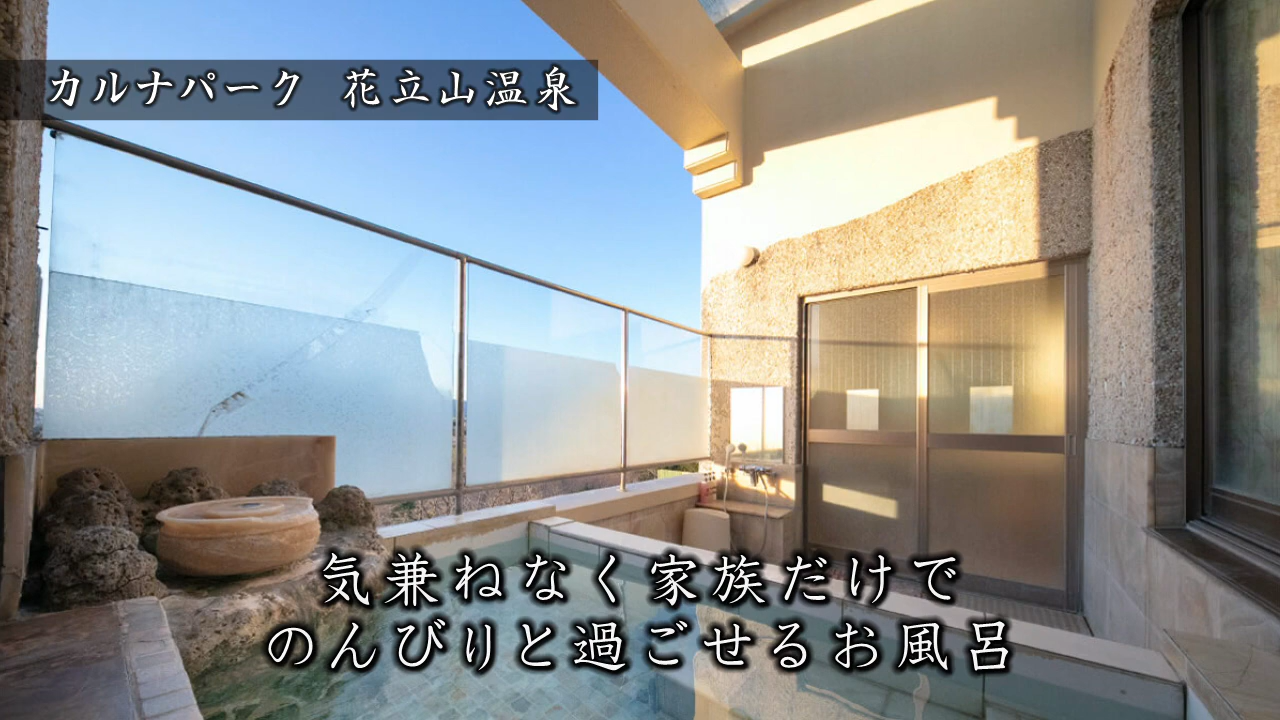 カルナパーク 花立山温泉
気兼ねなく家族だけで
のんびりと過ごせるお風呂